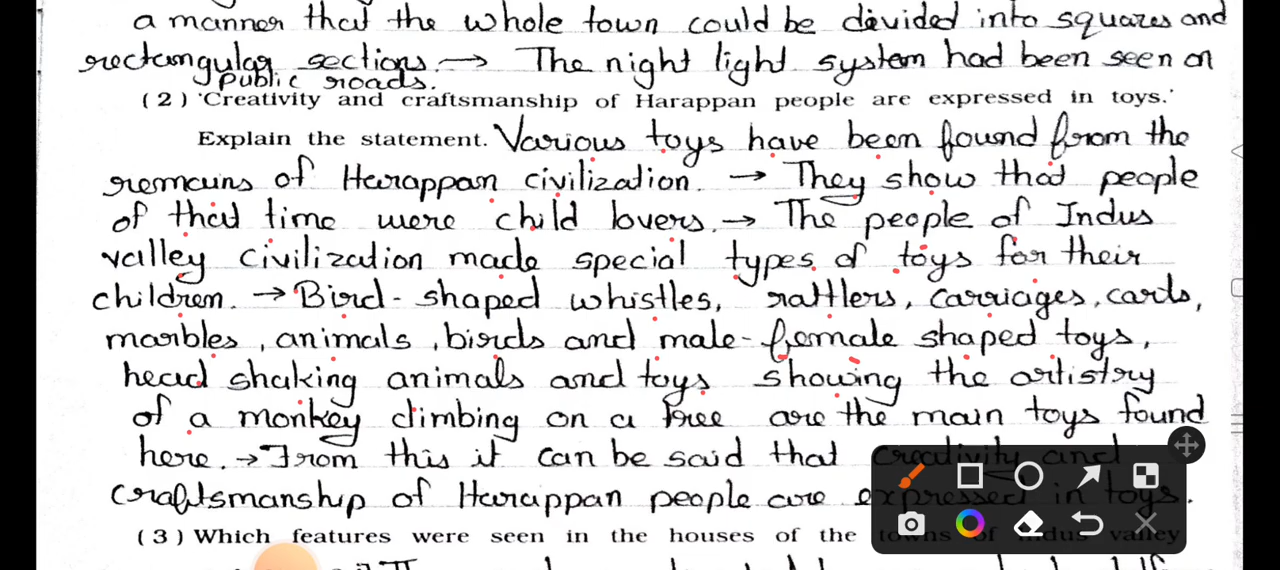 a manner that the whole town could be divided into squares and
rectangular sections. → The night light system had been seen on
public roads.
(2) 'Creativity and craftsmanship of Harappan people are expressed in toys.'
Explain the statement. Various toys have been found from the
remains of Harappan civilization. → They show that people
of that time were child lovers. → The people of Indus
valley civilization made special types of toys for their
children. → Bird-shaped whistles, rattlers, carriages, carts,
marbles, animals, birds and male-female shaped toys,
head shaking animals and toys showing the artistry
of a monkey climbing on a tree are the main toys found
here. → From this it can be said that creativity and
craftsmanship of Harappan people are expressed in toys.
(3) Which features were seen in the houses of the towns of Indus valley